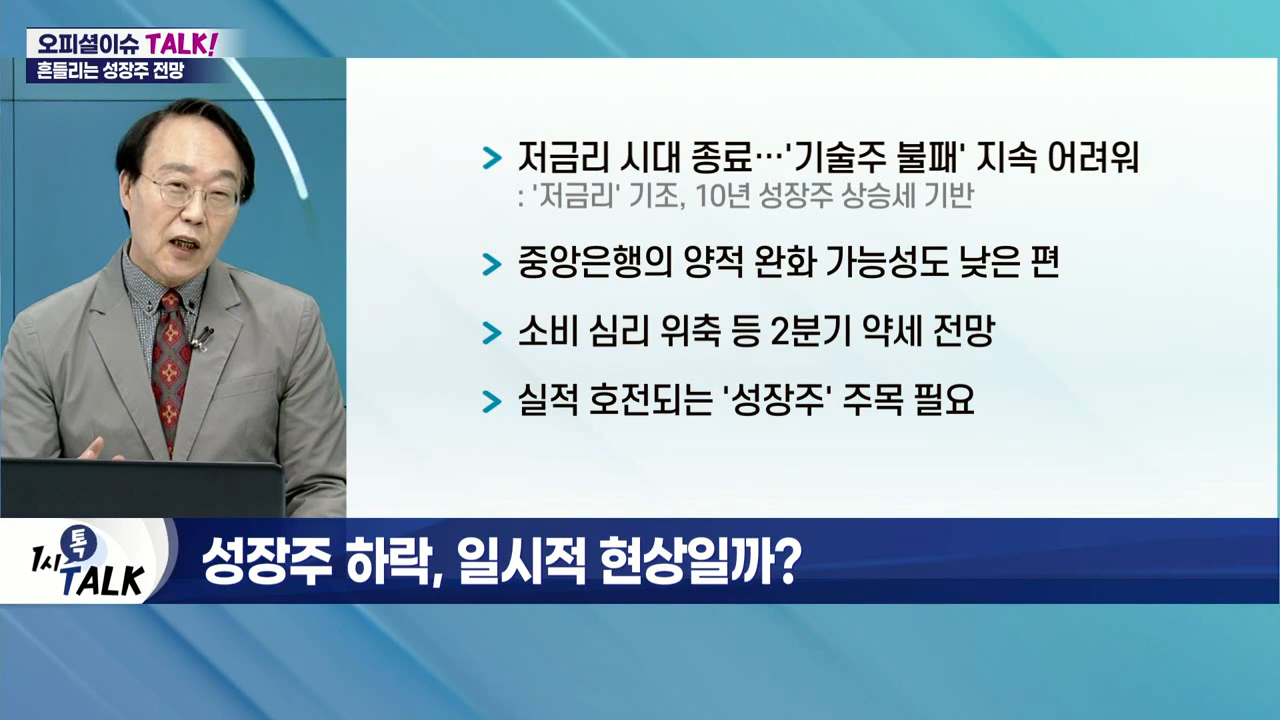 오피셜이슈 TALK!
흔들리는 성장주 전망
> 저금리 시대 종료…'기술주 불패' 지속 어려워
: '저금리' 기조, 10년 성장주 상승세 기반
> 중앙은행의 양적 완화 가능성도 낮은 편
> 소비 심리 위축 등 2분기 약세 전망
> 실적 호전되는 '성장주' 주목 필요
1시 톡 TALK
성장주 하락, 일시적 현상일까?